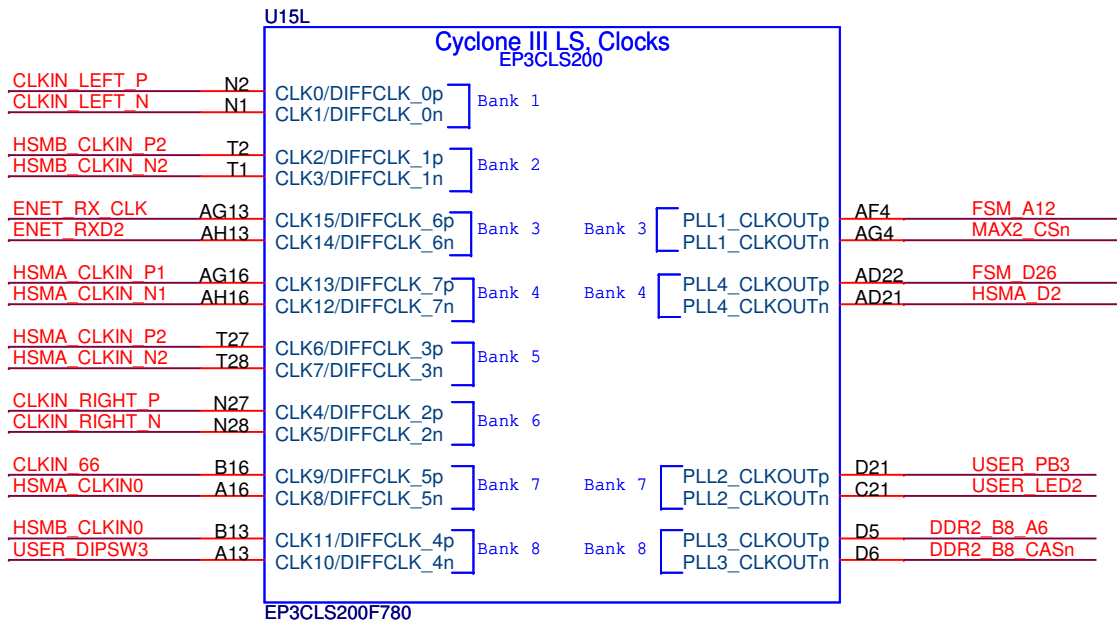 U15L
Cyclone III LS, Clocks
EP3CLS200
CLKIN_LEFT_P N2 CLK0/DIFFCLK_0p Bank 1
CLKIN_LEFT_N N1 CLK1/DIFFCLK_0n
HSMB_CLKIN_P2 T2 CLK2/DIFFCLK_1p Bank 2
HSMB_CLKIN_N2 T1 CLK3/DIFFCLK_1n
ENET_RX_CLK AG13 CLK15/DIFFCLK_6p Bank 3 Bank 3 PLL1_CLKOUTp AF4 FSM_A12
ENET_RXD2 AH13 CLK14/DIFFCLK_6n PLL1_CLKOUTn AG4 MAX2_CSn
HSMA_CLKIN_P1 AG16 CLK13/DIFFCLK_7p Bank 4 Bank 4 PLL4_CLKOUTp AD22 FSM_D26
HSMA_CLKIN_N1 AH16 CLK12/DIFFCLK_7n PLL4_CLKOUTn AD21 HSMA_D2
HSMA_CLKIN_P2 T27 CLK6/DIFFCLK_3p Bank 5
HSMA_CLKIN_N2 T28 CLK7/DIFFCLK_3n
CLKIN_RIGHT_P N27 CLK4/DIFFCLK_2p Bank 6
CLKIN_RIGHT_N N28 CLK5/DIFFCLK_2n
CLKIN_66 B16 CLK9/DIFFCLK_5p Bank 7 Bank 7 PLL2_CLKOUTp D21 USER_PB3
HSMA_CLKIN0 A16 CLK8/DIFFCLK_5n PLL2_CLKOUTn C21 USER_LED2
HSMB_CLKIN0 B13 CLK11/DIFFCLK_4p Bank 8 Bank 8 PLL3_CLKOUTp D5 DDR2_B8_A6
USER_DIPSW3 A13 CLK10/DIFFCLK_4n PLL3_CLKOUTn D6 DDR2_B8_CASn
EP3CLS200F780